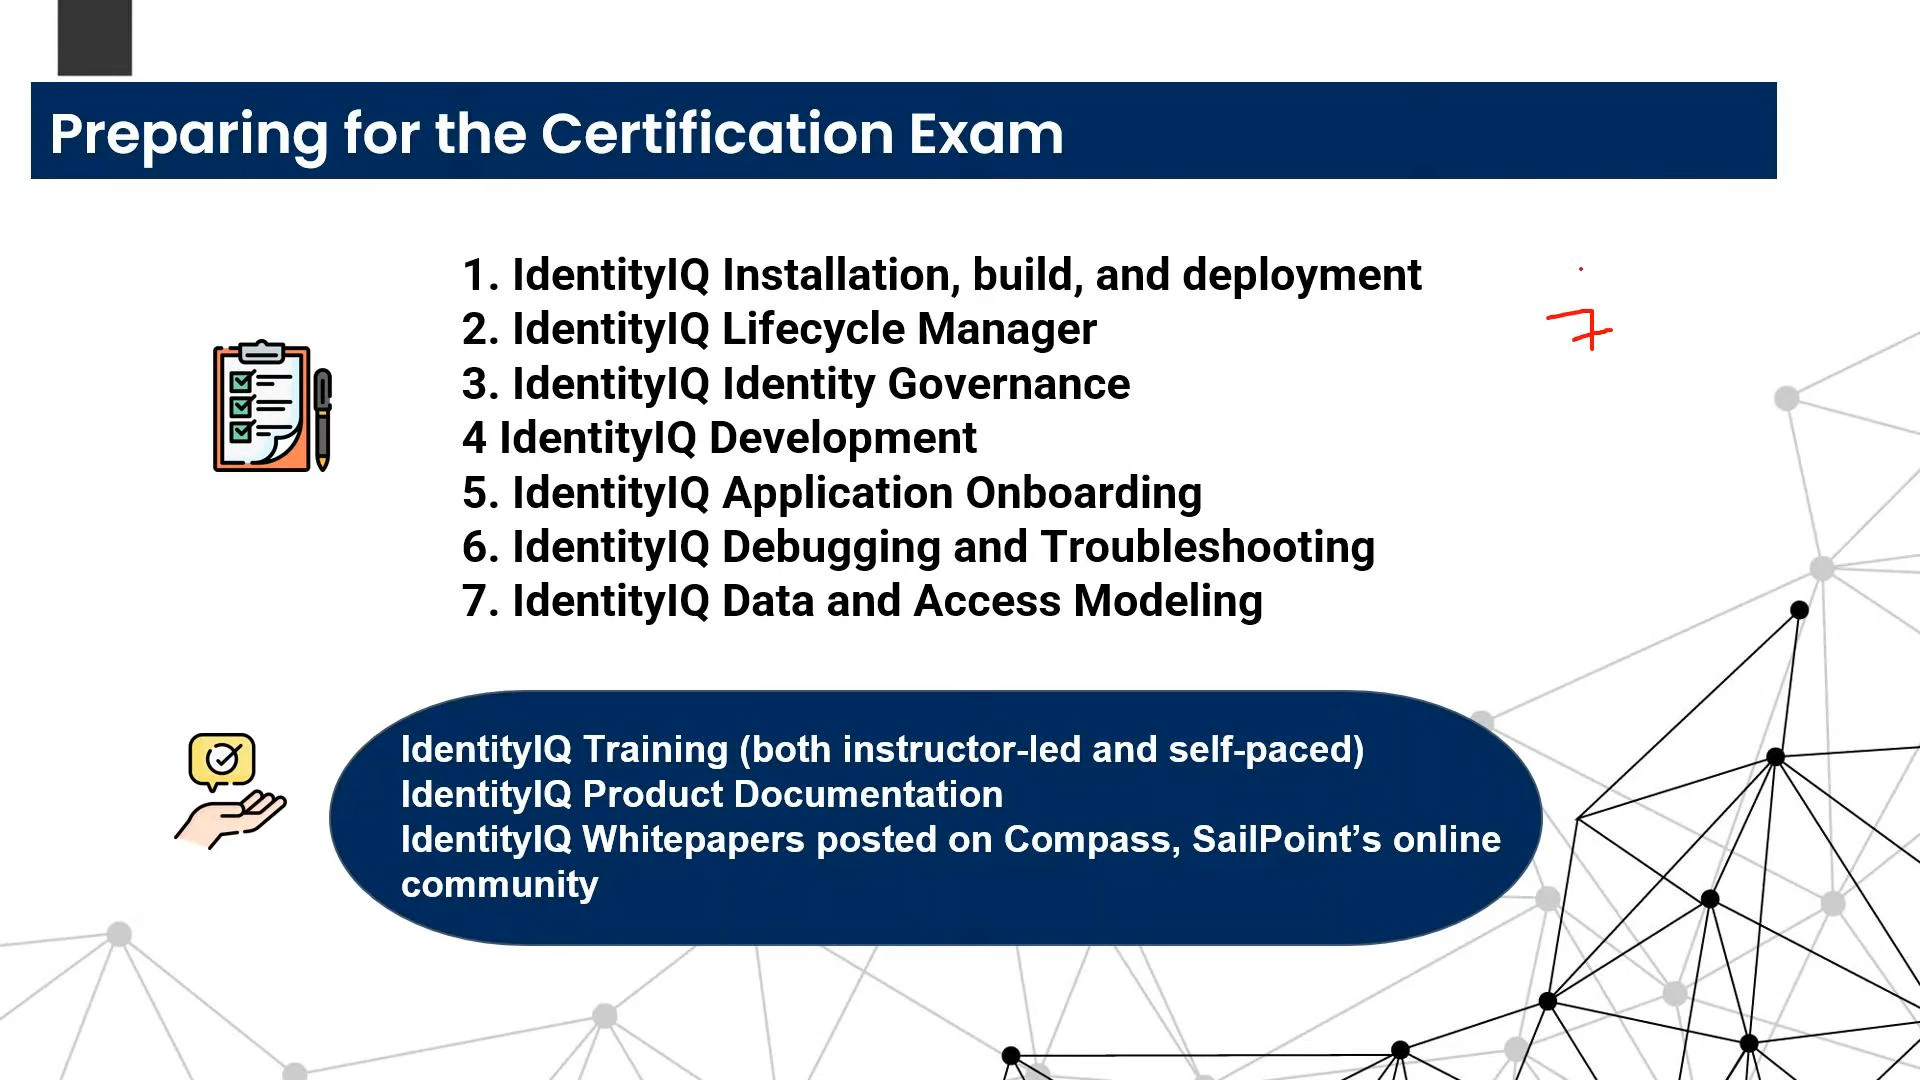 Preparing for the Certification Exam
1. IdentityIQ Installation, build, and deployment
7
2. IdentityIQ Lifecycle Manager
3. IdentityIQ Identity Governance
4 IdentityIQ Development
5. IdentityIQ Application Onboarding
6. IdentityIQ Debugging and Troubleshooting
7. IdentityIQ Data and Access Modeling
IdentityIQ Training (both instructor-led and self-paced)
IdentityIQ Product Documentation
IdentityIQ Whitepapers posted on Compass, SailPoint’s online
community